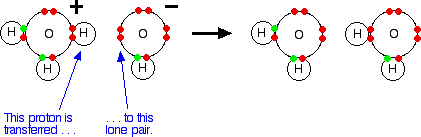 + −
H O H O H O H O
H H H H
This proton is transferred . . .
. . . to this lone pair.